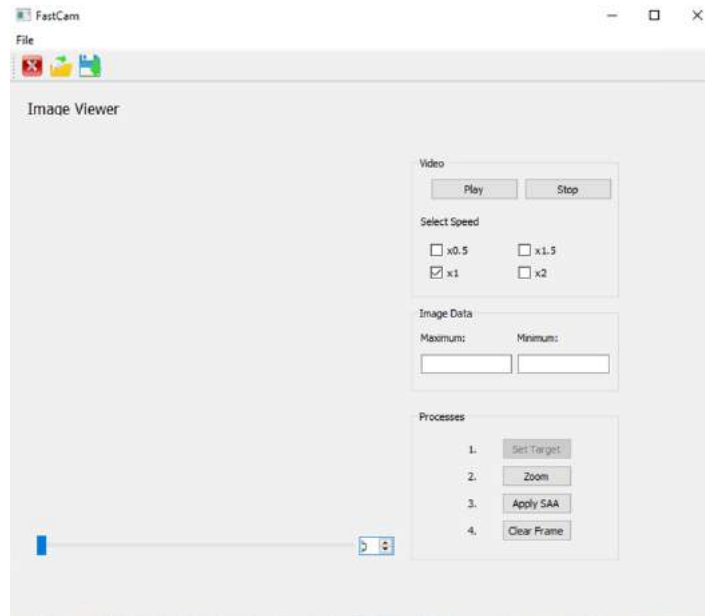 FastCam
File
Image Viewer
Video
Play Stop
Select Speed
x0.5 x1.5
x1 x2
Image Data
Maximum: Minimum:
Processes
1. Set Target
2. Zoom
3. Apply SAA
4. Clear Frame